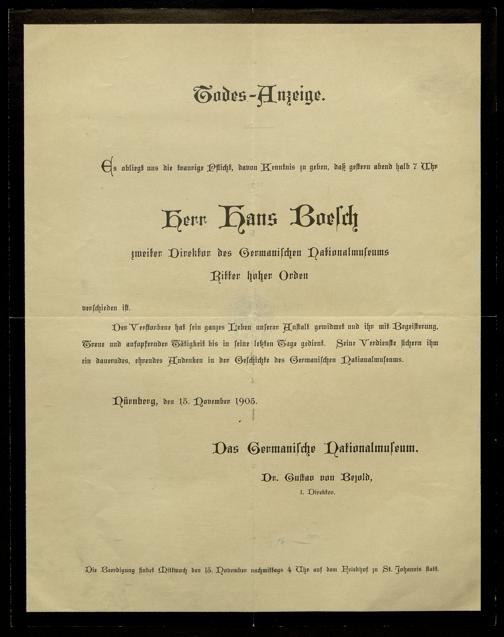 Todes-Anzeige.
Es obliegt uns die traurige Pflicht, davon Kenntnis zu geben, daß gestern abend halb 7 Uhr
Herr Hans Boesch
zweiter Direktor des Germanischen Nationalmuseums
Ritter hoher Orden
verschieden ist.
Der Verstorbene hat sein ganzes Leben unserer Anstalt gewidmet und ihr mit Begeisterung,
Treue und aufopfernder Tätigkeit bis in seine letzten Tage gedient. Seine Verdienste sichern ihm
ein dauerndes, ehrendes Andenken in der Geschichte des Germanischen Nationalmuseums.
Nürnberg, den 13. November 1905.
Das Germanische Nationalmuseum.
Dr. Gustav von Bezold,
1. Direktor.
Die Beerdigung findet Mittwoch den 15. November nachmittags 4 Uhr auf dem Friedhof zu St. Johannis statt.